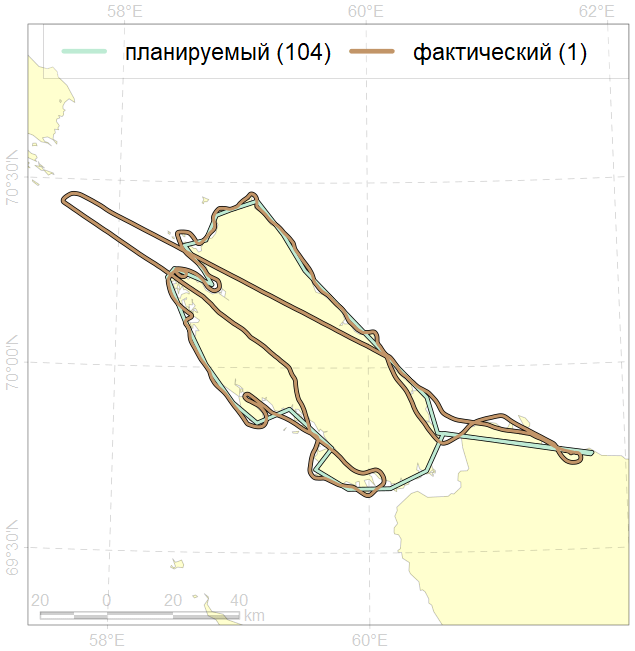 58°E 60°E 62°E
планируемый (104) фактический (1)
70°30'N
70°00'N
69°30'N
20 0 20 40
km
58°E 60°E